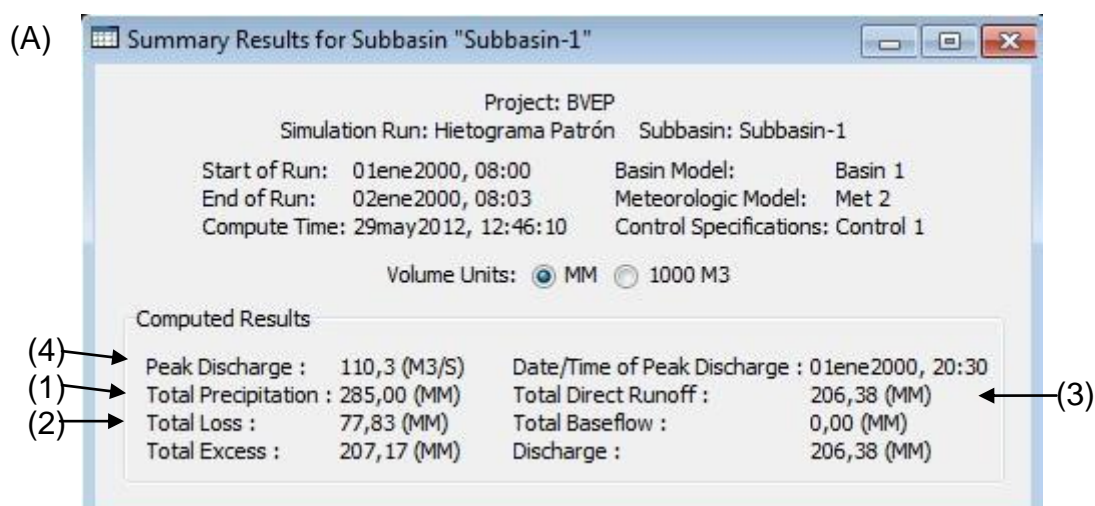 (A)
Summary Results for Subbasin "Subbasin-1"
Project: BVEP
Simulation Run: Hietograma Patrón Subbasin: Subbasin-1
Start of Run: 01ene2000, 08:00 Basin Model: Basin 1
End of Run: 02ene2000, 08:03 Meteorologic Model: Met 2
Compute Time: 29may2012, 12:46:10 Control Specifications: Control 1
Volume Units: MM 1000 M3
Computed Results
(4) Peak Discharge : 110,3 (M3/S) Date/Time of Peak Discharge : 01ene2000, 20:30
(1) Total Precipitation : 285,00 (MM) Total Direct Runoff : 206,38 (MM) (3)
(2) Total Loss : 77,83 (MM) Total Baseflow : 0,00 (MM)
Total Excess : 207,17 (MM) Discharge : 206,38 (MM)